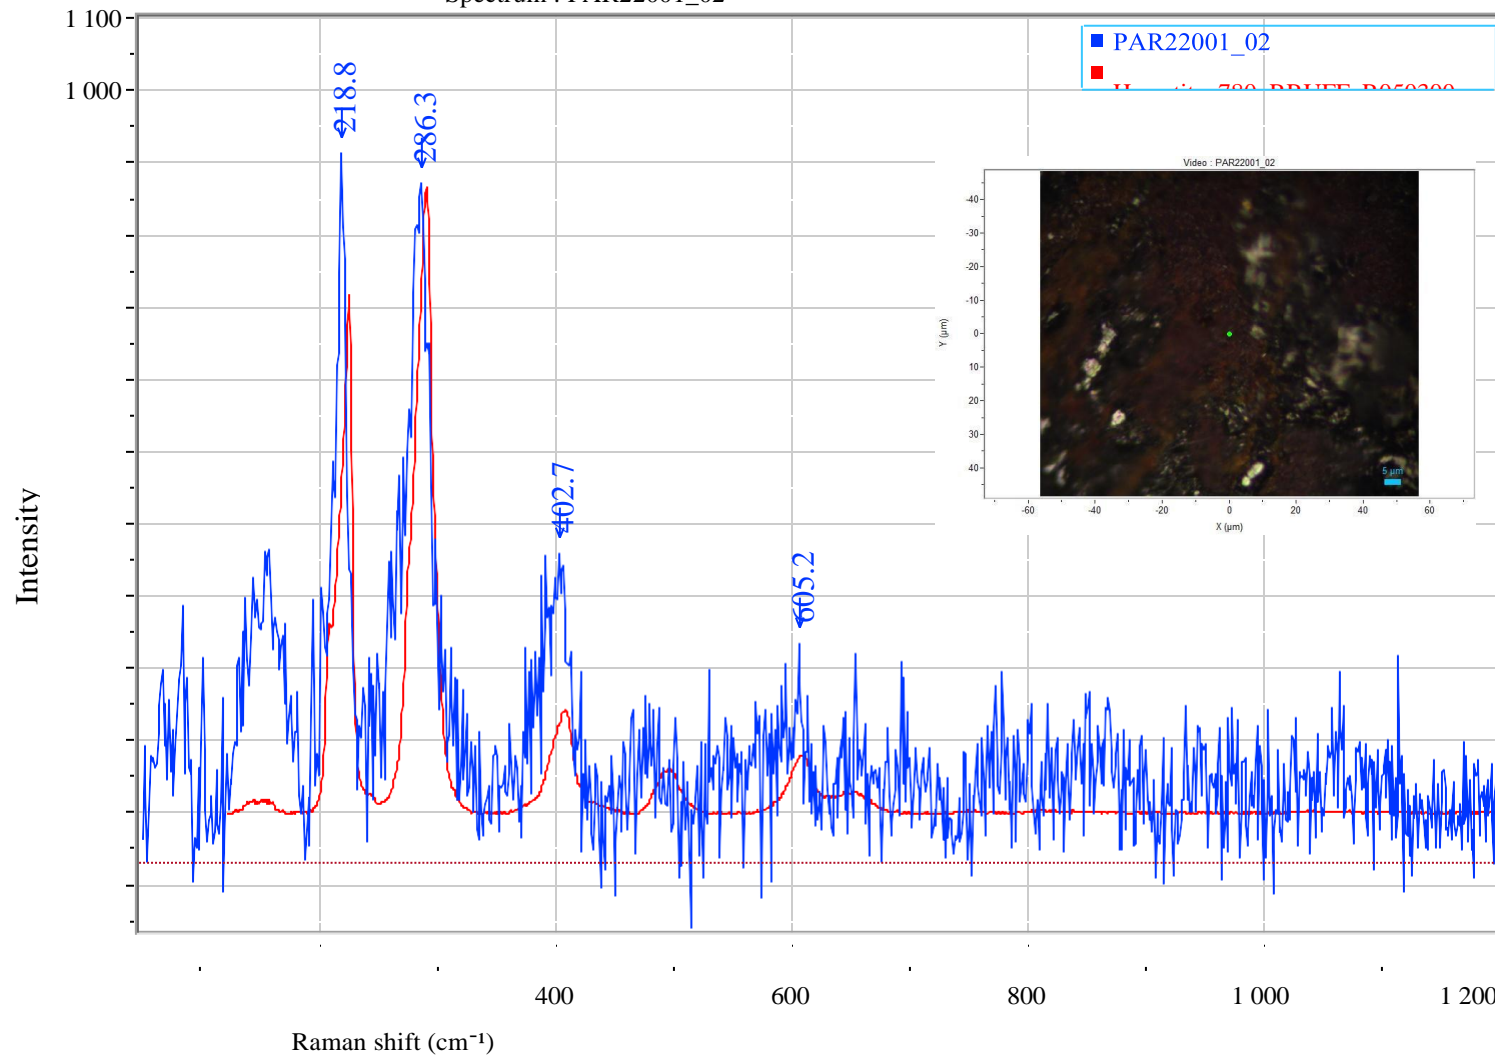 Spectrum : PAR22001_02
1 100
1 000
218.8
286.3
402.7
605.2
PAR22001_02
Video : PAR22001_02
-40
-30
-20
-10
0
10
20
30
40
Y (µm)
5 µm
-60 -40 -20 0 20 40 60
X (µm)
Intensity
400 600 800 1 000 1 200
Raman shift (cm⁻¹)